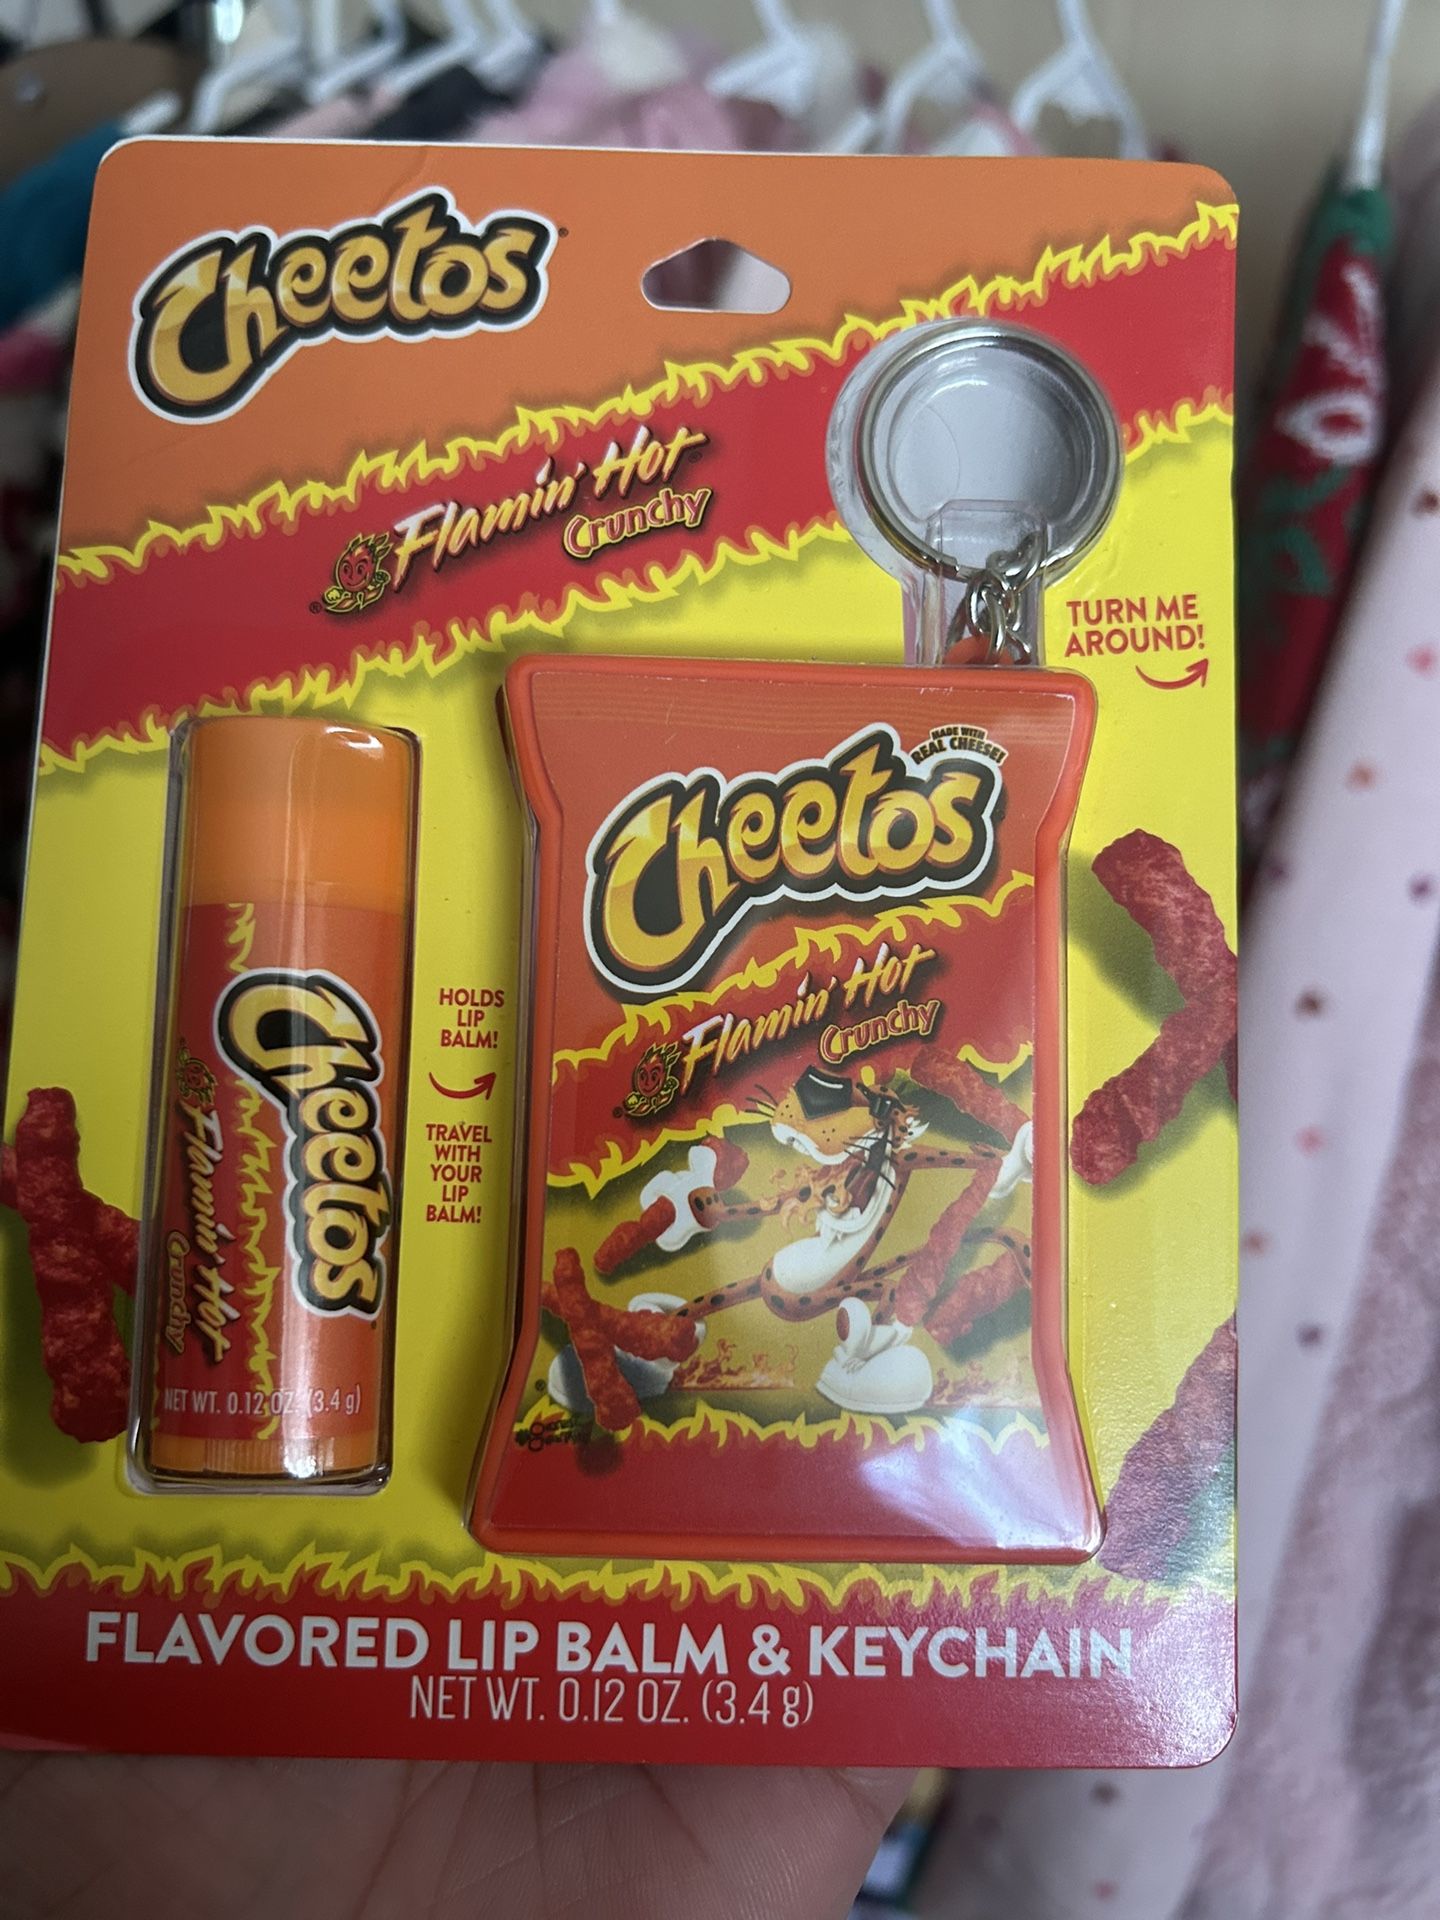 Cheetos
Flamin' Hot
Crunchy
TURN ME
AROUND!
MADE WITH
REAL CHEESE!
Cheetos
Flamin' Hot
Crunchy
Cheetos
Flamin' Hot
Crunchy
NET WT. 0.12 OZ. (3.4 g)
HOLDS
LIP
BALM!
TRAVEL
WITH
YOUR
LIP
BALM!
FLAVORED LIP BALM & KEYCHAIN
NET WT. 0.12 OZ. (3.4 g)